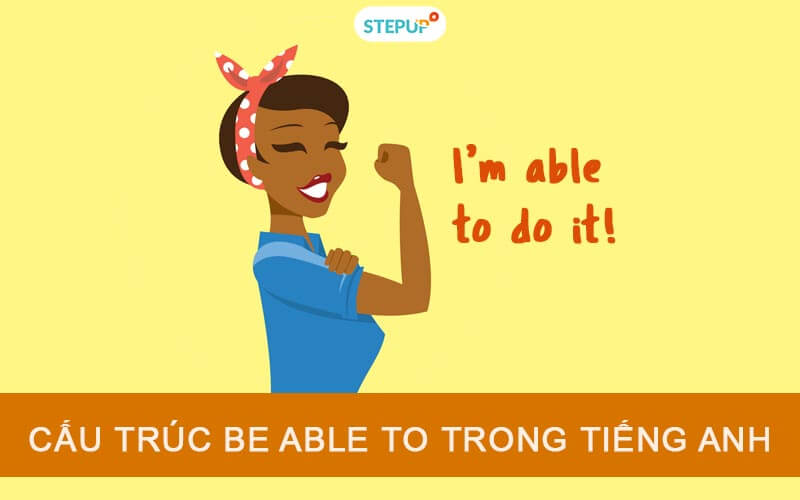 STEPUP
I'm able
to do it!
CẤU TRÚC BE ABLE TO TRONG TIẾNG ANH